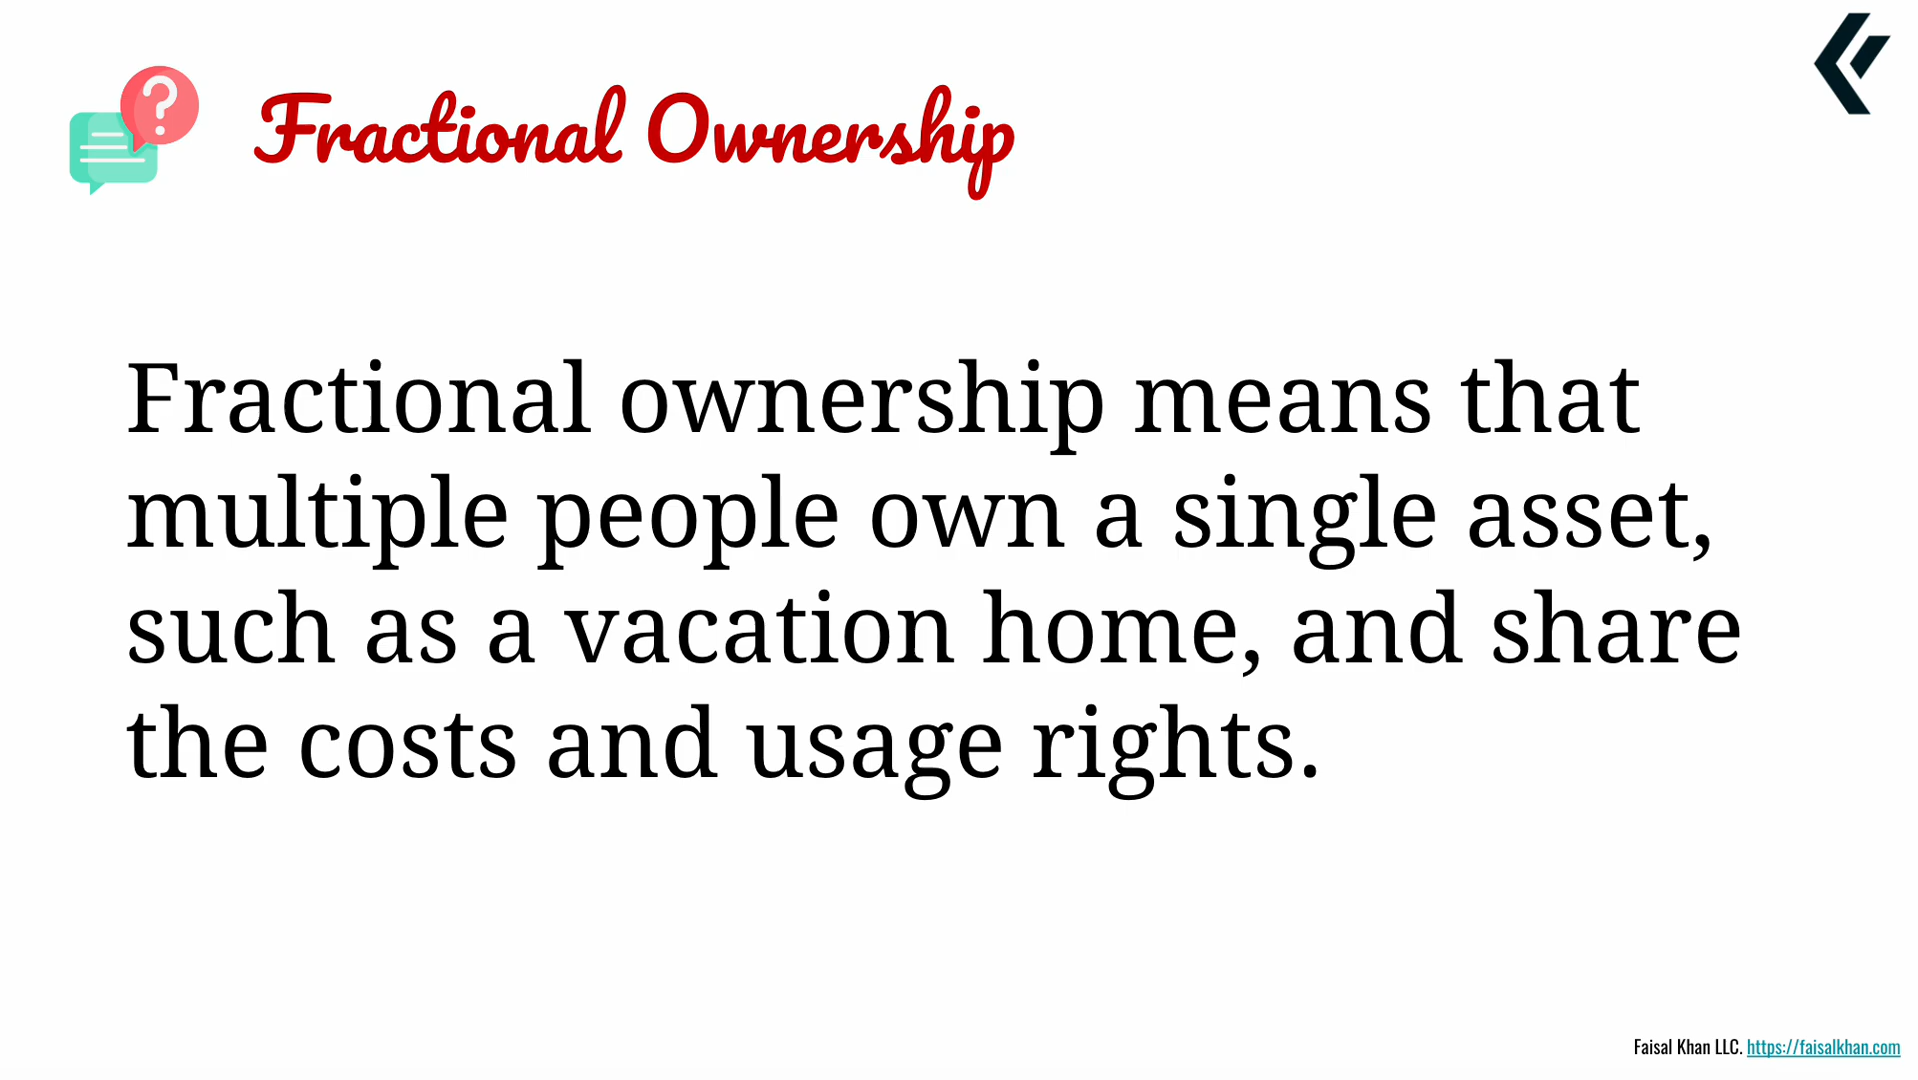 Fractional Ownership
Fractional ownership means that
multiple people own a single asset,
such as a vacation home, and share
the costs and usage rights.
Faisal Khan LLC. https://faisalkhan.com